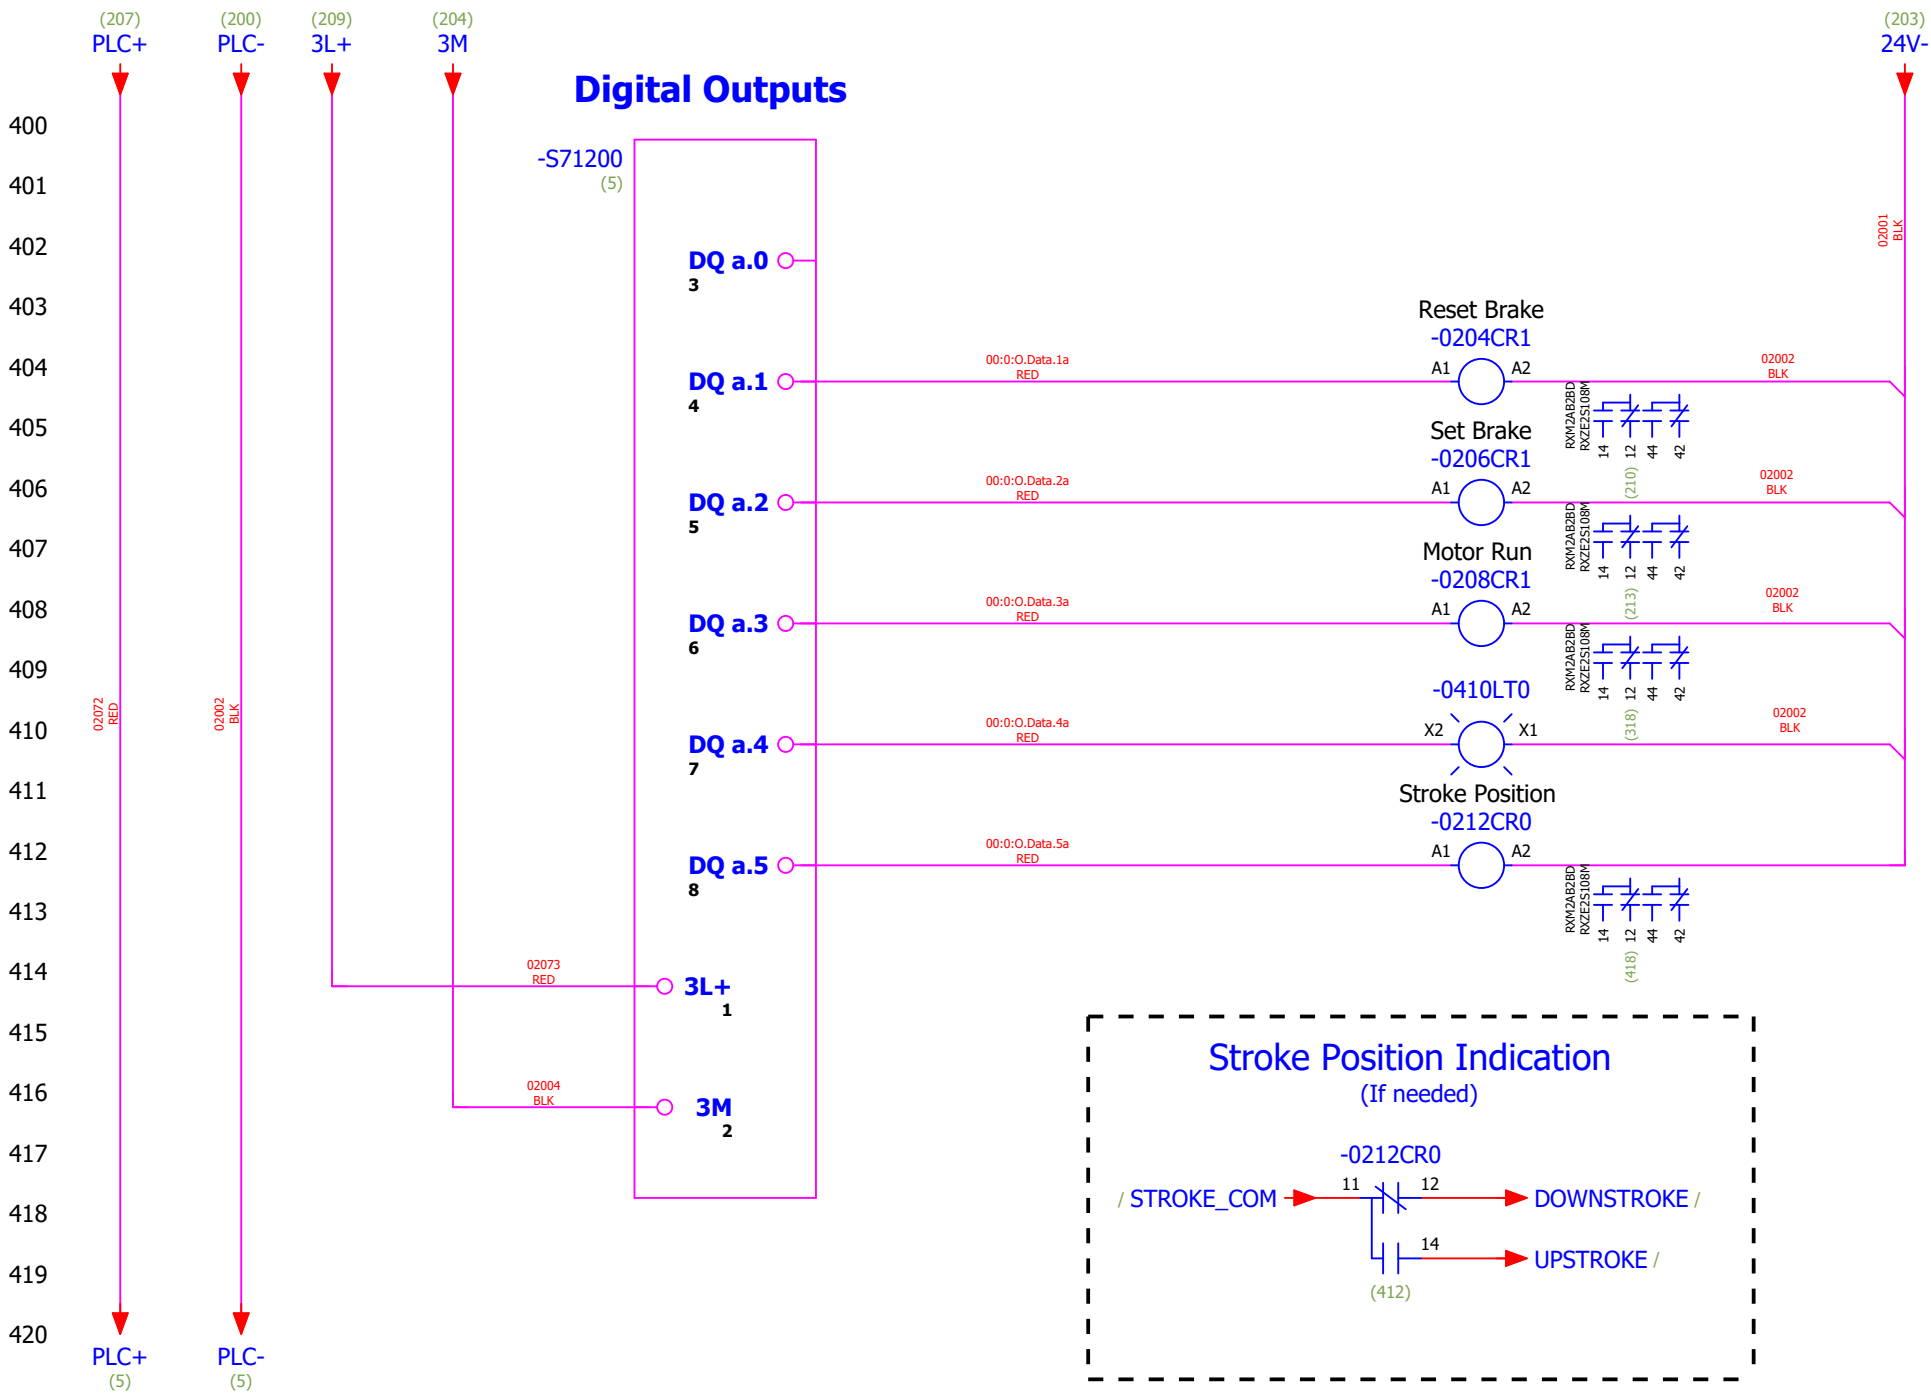 (207)
PLC+
(200)
PLC-
(209)
3L+
(204)
3M
(203)
24V-
Digital Outputs
400
-S71200
(5)
401
402
02001
BLK
DQ a.0
3
403
Reset Brake
-0204CR1
404
DQ a.1
4
00:0:O.Data.1a
RED
A1
A2
02002
BLK
RXM2AB2BD
RXZE2S108M
14
12
44
42
(210)
405
Set Brake
-0206CR1
406
DQ a.2
5
00:0:O.Data.2a
RED
A1
A2
02002
BLK
RXM2AB2BD
RXZE2S108M
14
12
44
42
(213)
407
Motor Run
-0208CR1
408
DQ a.3
6
00:0:O.Data.3a
RED
A1
A2
02002
BLK
RXM2AB2BD
RXZE2S108M
14
12
44
42
(318)
409
-0410LT0
02072
RED
02002
BLK
410
DQ a.4
7
00:0:O.Data.4a
RED
X2
X1
02002
BLK
411
Stroke Position
-0212CR0
412
DQ a.5
8
00:0:O.Data.5a
RED
A1
A2
RXM2AB2BD
RXZE2S108M
14
12
44
42
(418)
413
414
02073
RED
3L+
1
415
Stroke Position Indication
(If needed)
416
02004
BLK
3M
2
417
-0212CR0
/ STROKE_COM
11
12
DOWNSTROKE /
418
14
UPSTROKE /
419
(412)
420
PLC+
(5)
PLC-
(5)